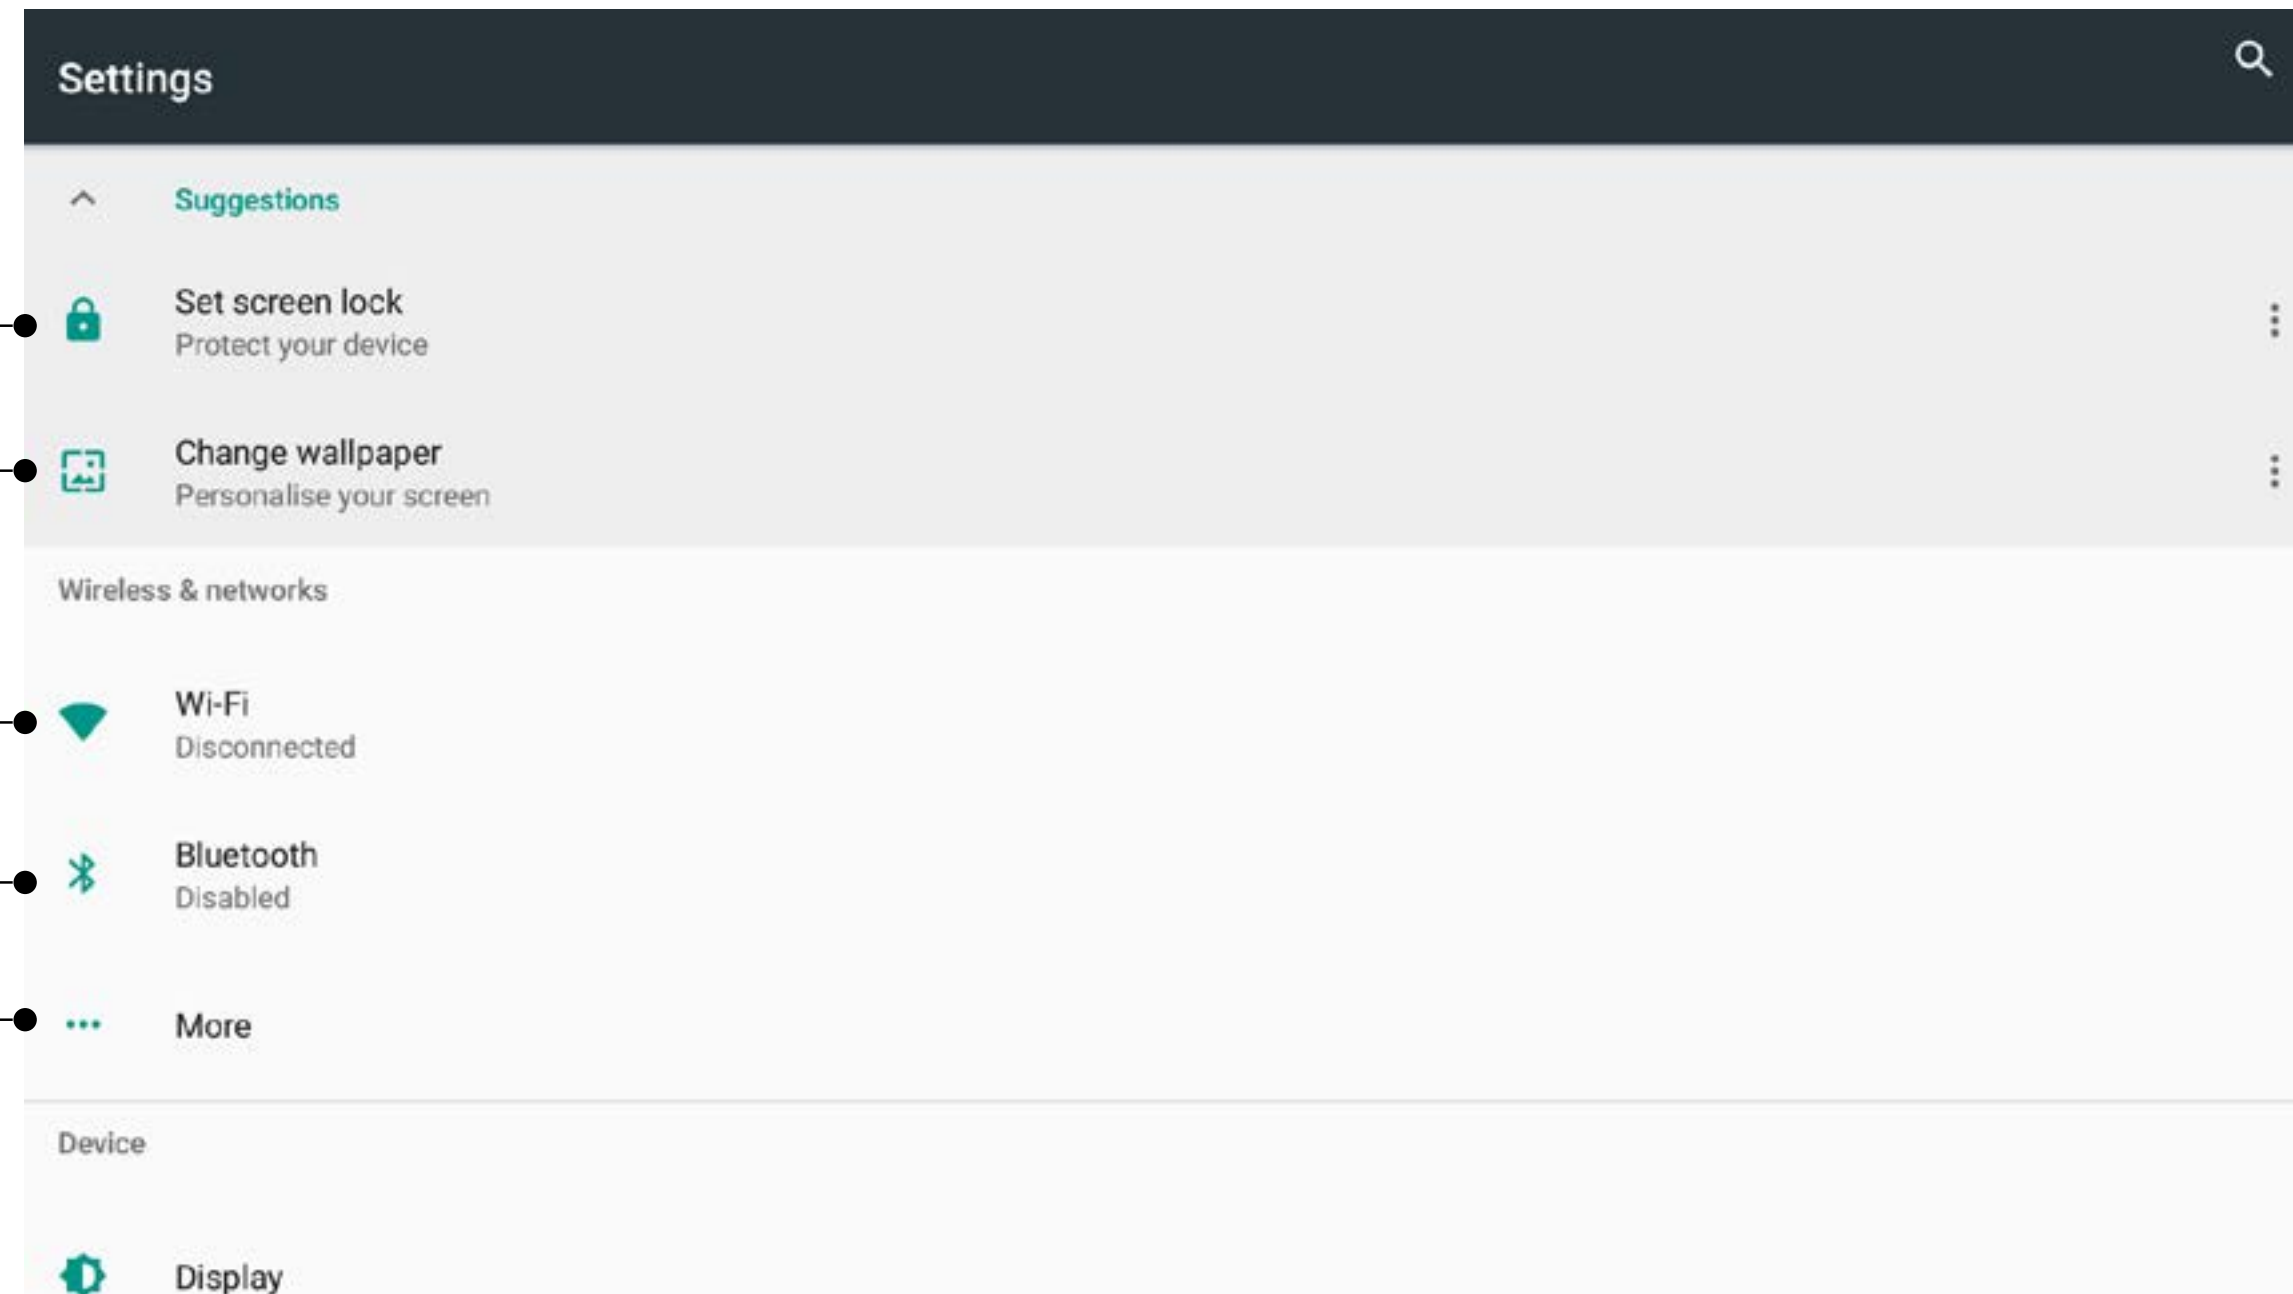 Settings
Suggestions
Set screen lock
Protect your device
Change wallpaper
Personalise your screen
Wireless & networks
Wi-Fi
Disconnected
Bluetooth
Disabled
More
Device
Display